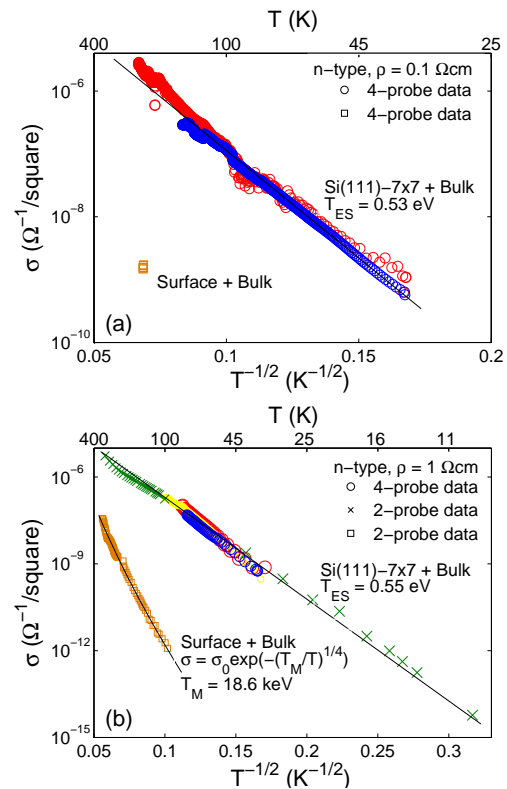 T (K)
400 100 45 25
n−type, ρ = 0.1 Ωcm
4−probe data
4−probe data
10^−6
Si(111)−7x7 + Bulk
T_ES = 0.53 eV
10^−8
σ (Ω^−1/square)
Surface + Bulk
(a)
10^−10
0.05 0.1 0.15 0.2
T^−1/2 (K^−1/2)
T (K)
400 100 45 25 16 11
n−type, ρ = 1 Ωcm
4−probe data
2−probe data
2−probe data
10^−6
Si(111)−7x7 + Bulk
T_ES = 0.55 eV
10^−9
σ (Ω^−1/square)
Surface + Bulk
σ = σ_0exp(−(T_M/T)^1/4)
T_M = 18.6 keV
10^−12
(b)
10^−15
0.05 0.1 0.15 0.2 0.25 0.3
T^−1/2 (K^−1/2)